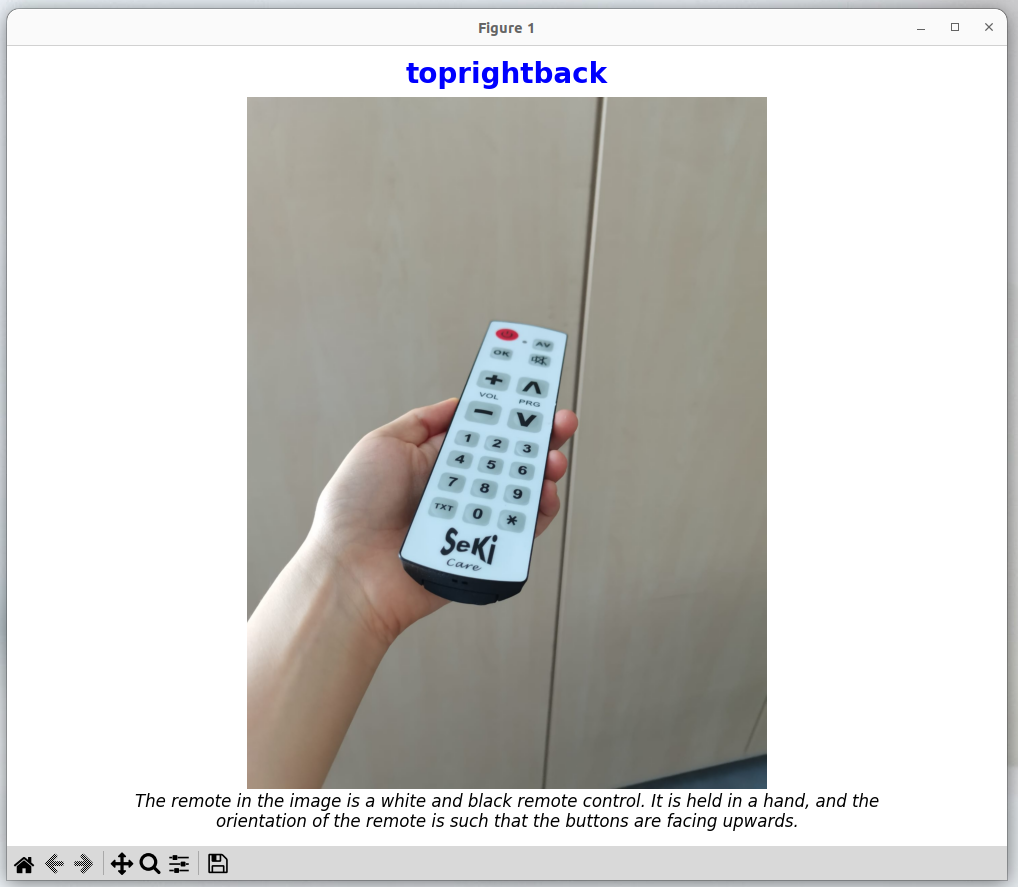 Figure 1
toprightback
AV
OK
+ ∧
VOL PRG
− ∨
1 2 3
4 5 6
7 8 9
TXT 0 *
SeKi
Care
The remote in the image is a white and black remote control. It is held in a hand, and the
orientation of the remote is such that the buttons are facing upwards.